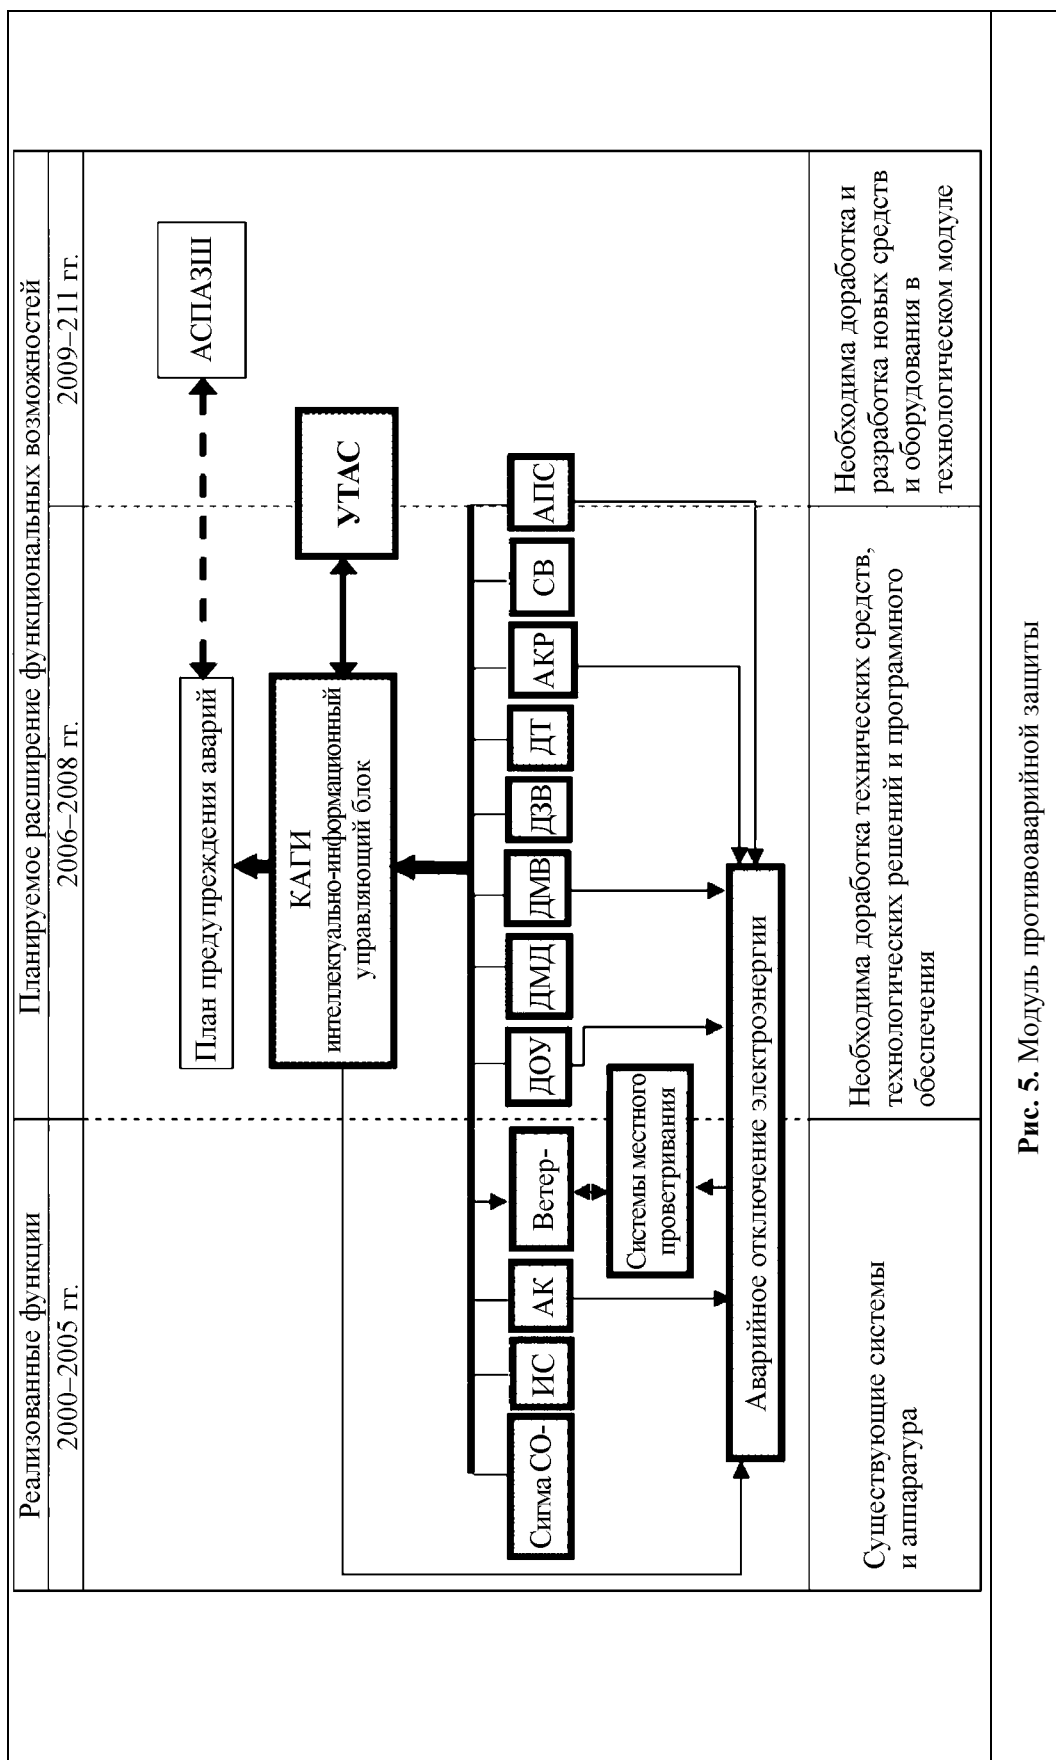 Реализованные функции
Планируемое расширение функциональных возможностей
2000–2005 гг.
2006–2008 гг.
2009–211 гг.
АСПАЗШ
План предупреждения аварий
КАГИ
интеллектуально-информационный
управляющий блок
УТАС
Сигма СО-
ИС
АК
Ветер-
ДОУ
ДМД
ДМВ
ДЗВ
ДТ
АКР
СВ
АПС
Системы местного
проветривания
Аварийное отключение электроэнергии
Существующие системы
и аппаратура
Необходима доработка технических средств,
технологических решений и программного
обеспечения
Необходима доработка и
разработка новых средств
и оборудования в
технологическом модуле
Рис. 5. Модуль противоаварийной защиты